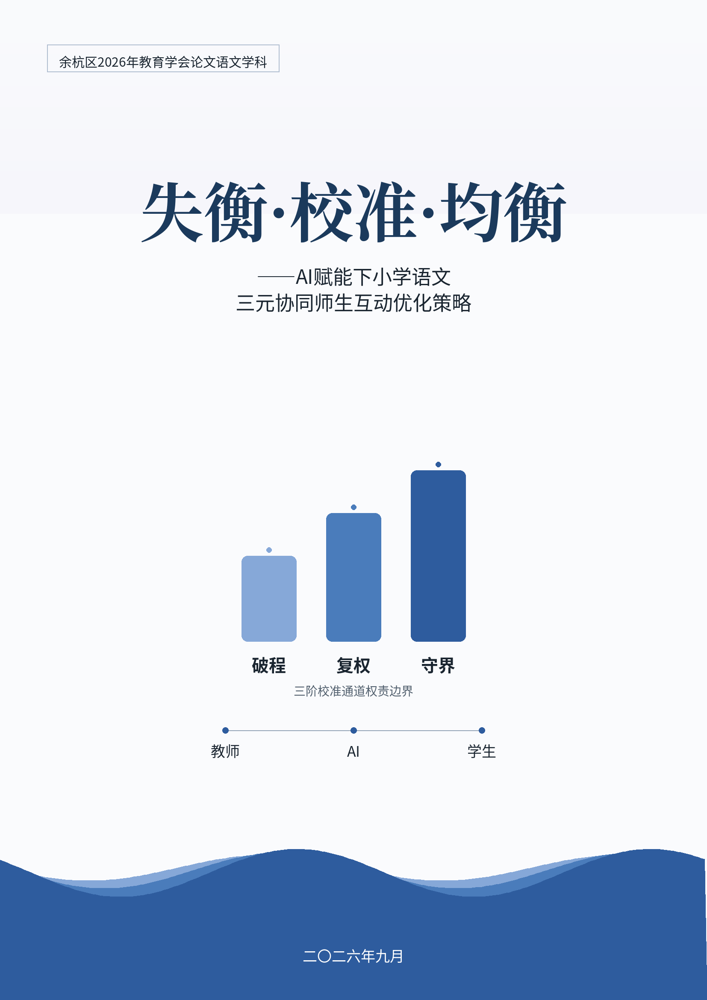 余杭区2026年教育学会论文语文学科
失衡·校准·均衡
——AI赋能下小学语文
三元协同师生互动优化策略
破程 复权 守界
三阶校准通道权责边界
教师 AI 学生
二〇二六年九月